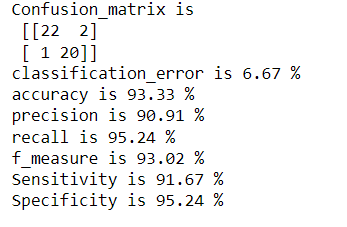 Confusion_matrix is
[[22  2]
[ 1 20]]
classification_error is 6.67 %
accuracy is 93.33 %
precision is 90.91 %
recall is 95.24 %
f_measure is 93.02 %
Sensitivity is 91.67 %
Specificity is 95.24 %